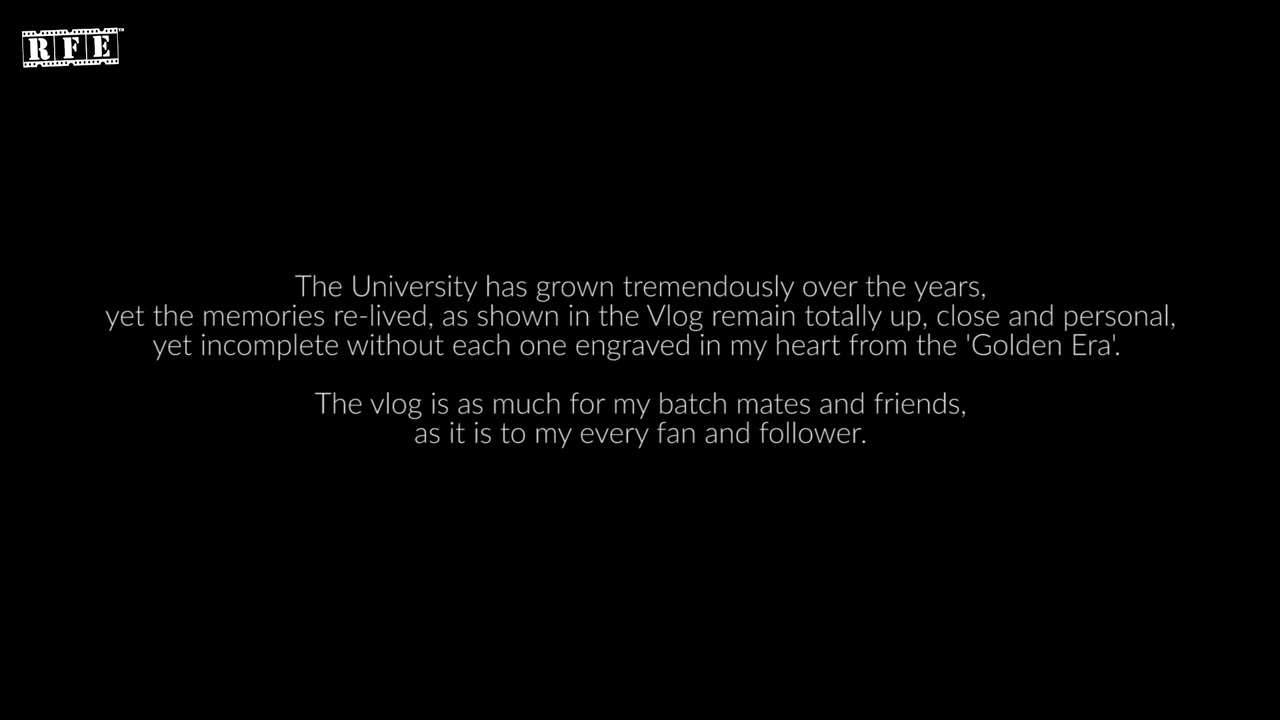 RFE™
The University has grown tremendously over the years,
yet the memories re-lived, as shown in the Vlog remain totally up, close and personal,
yet incomplete without each one engraved in my heart from the 'Golden Era'.
The vlog is as much for my batch mates and friends,
as it is to my every fan and follower.